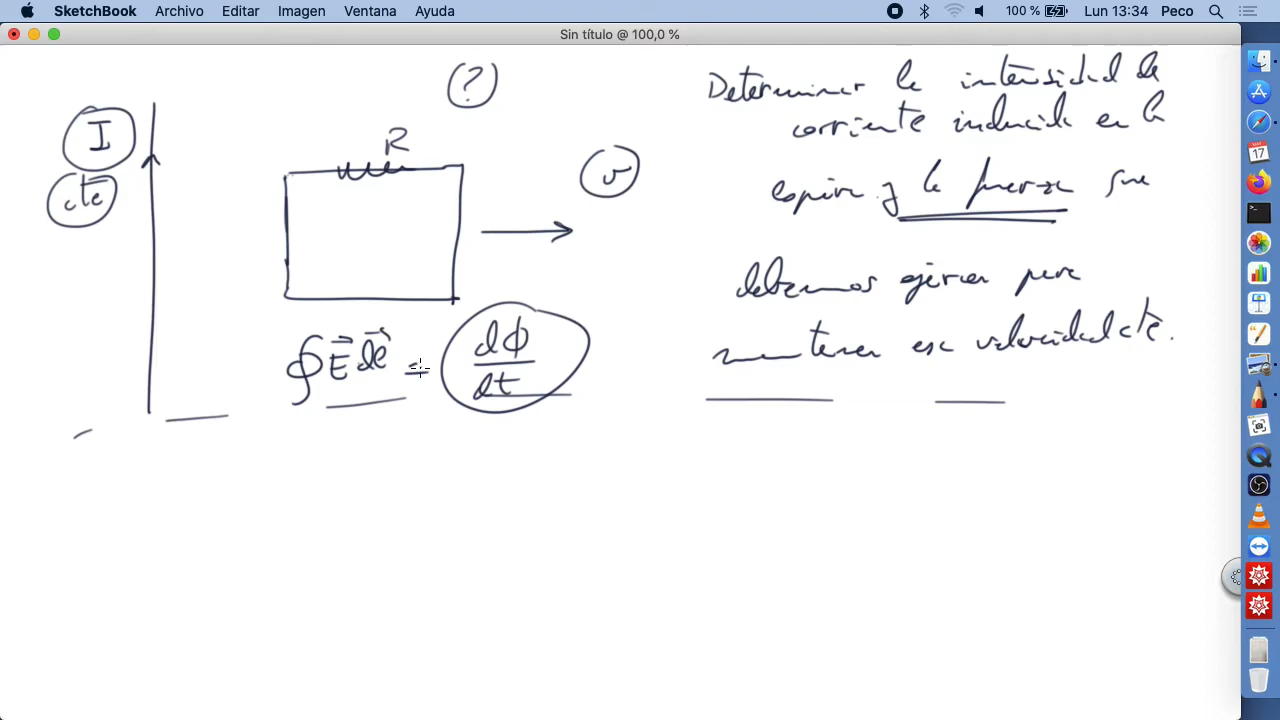 SketchBook Archivo Editar Imagen Ventana Ayuda 100 % Lun 13:34 Peco
Sin título @ 100,0 %
(?)
I
cte
R
v
∮ E⃗ dℓ⃗ = dϕ/dt
Determinar la intensidad de
corriente inducida en la
espira y la fuerza que
debemos ejercer para
mantener esa velocidad cte.
JUL
17